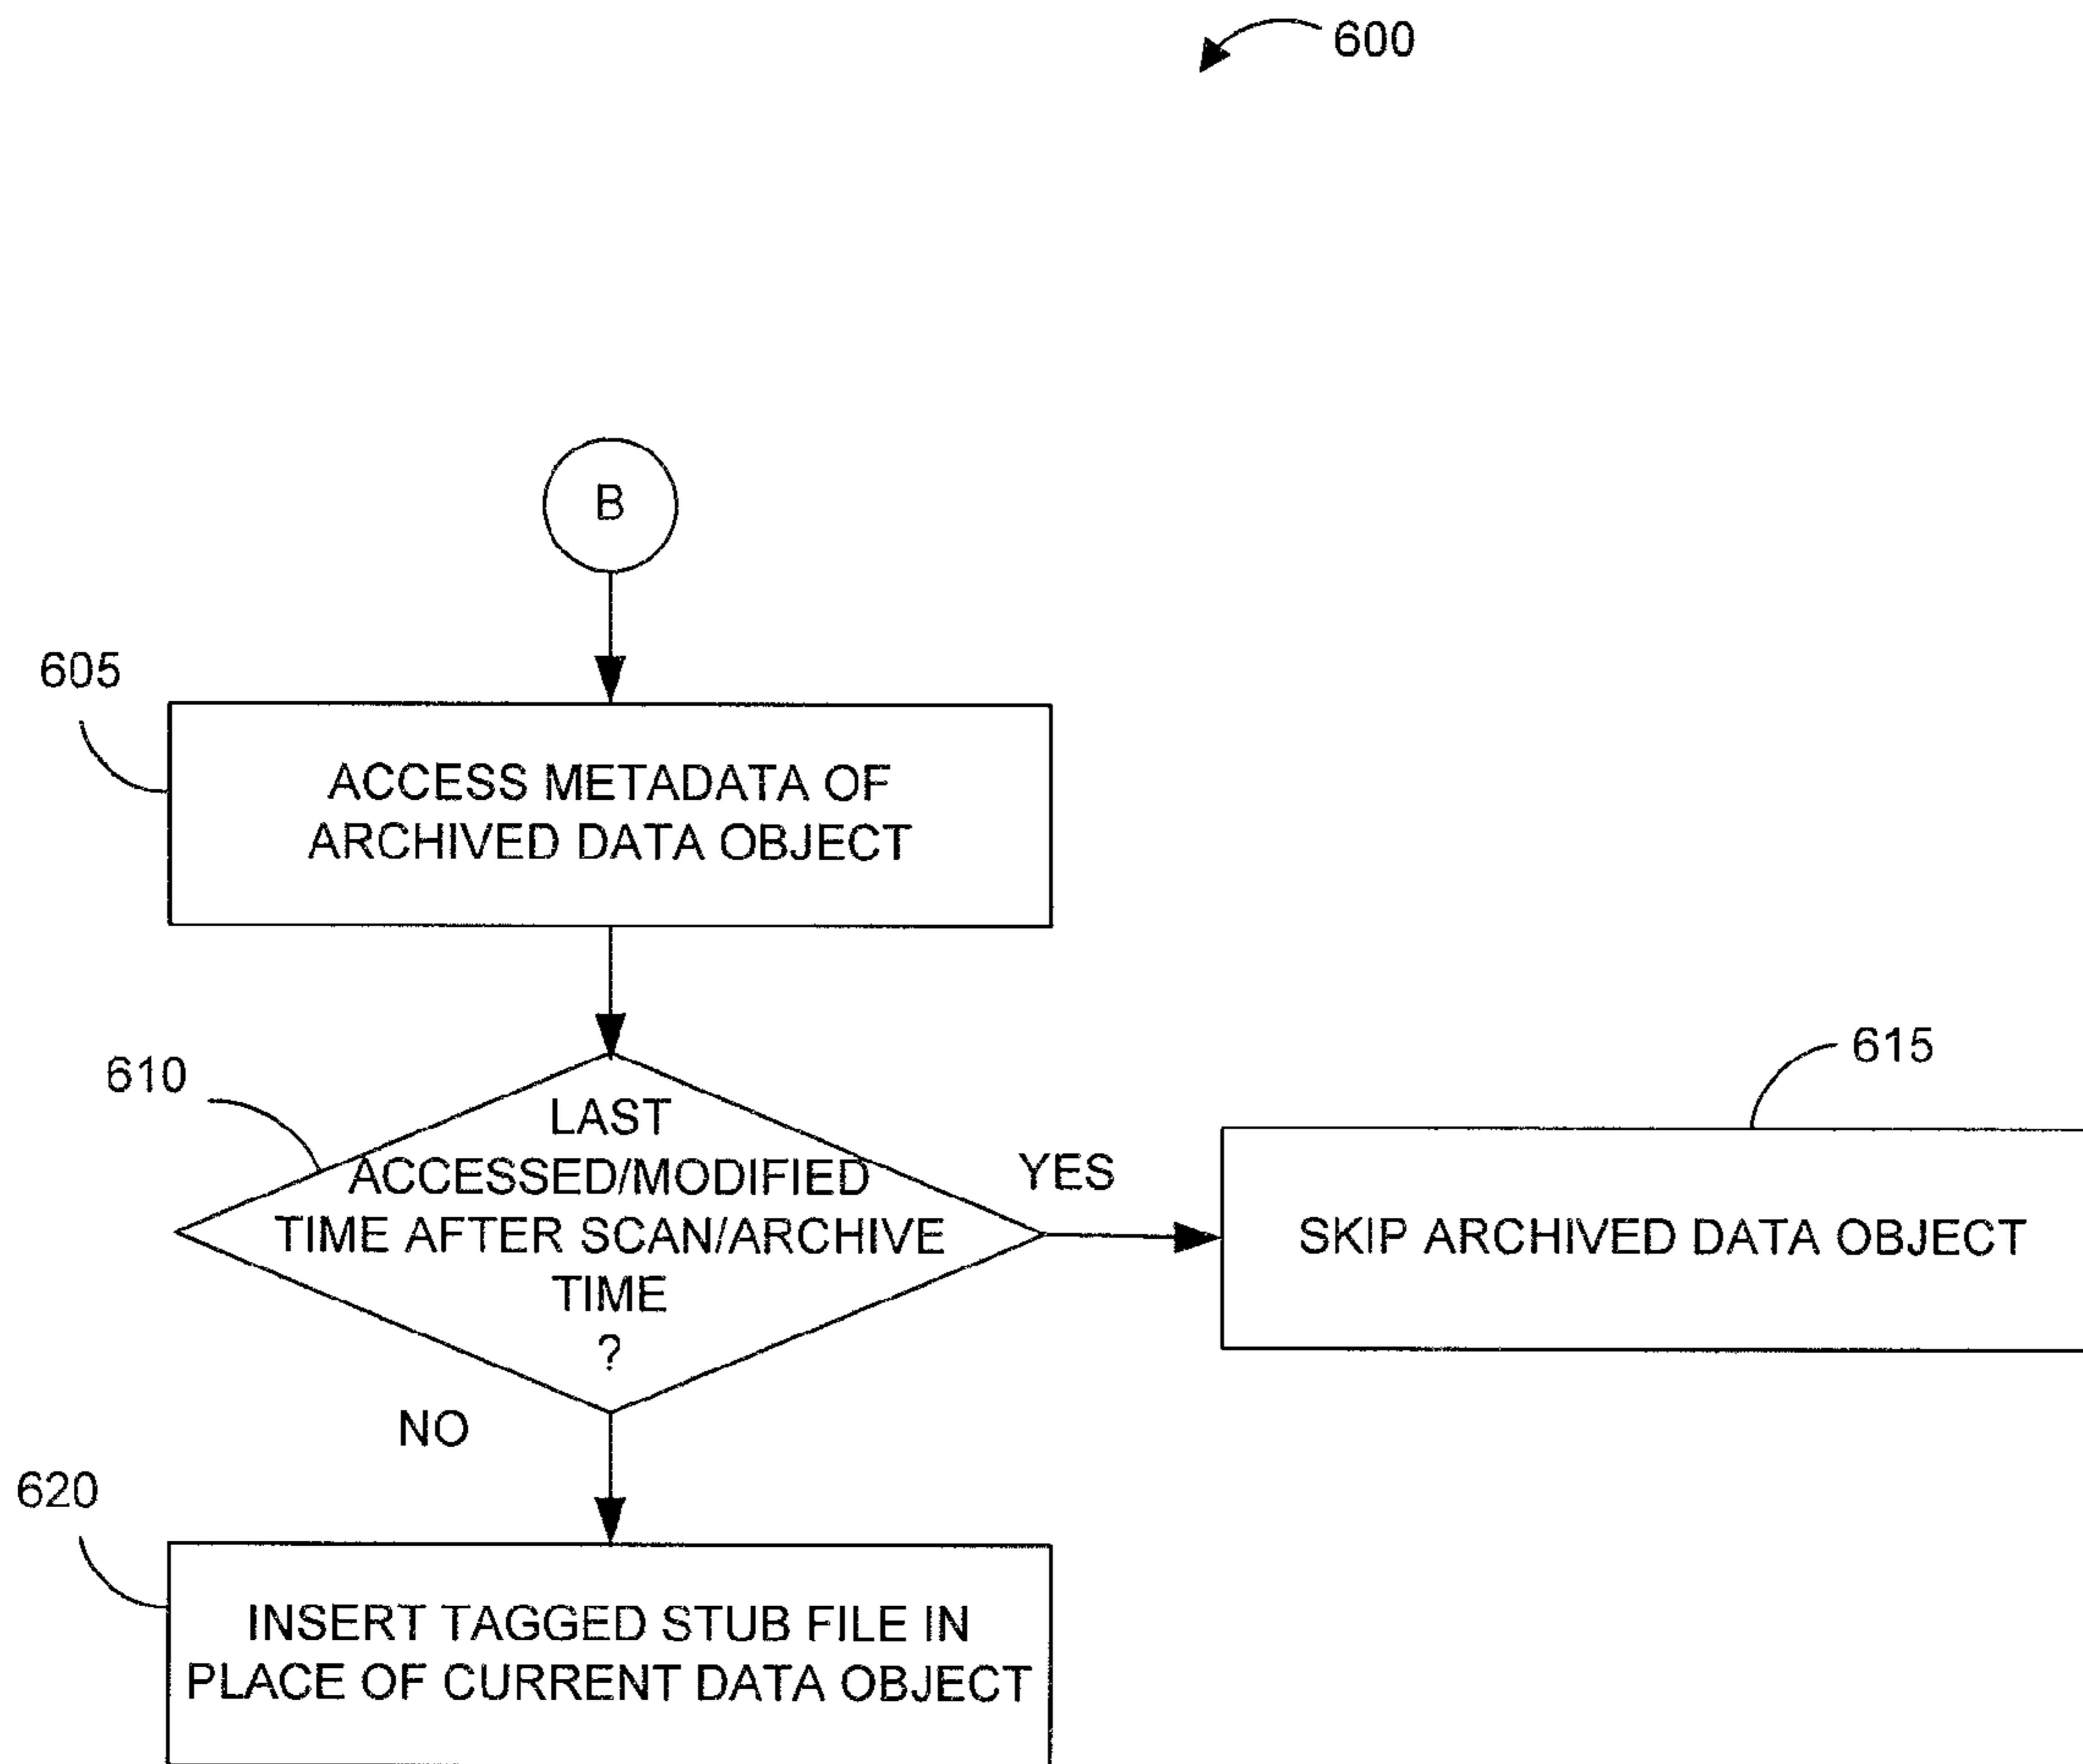 600
B
605
ACCESS METADATA OF
ARCHIVED DATA OBJECT
610
LAST
ACCESSED/MODIFIED
TIME AFTER SCAN/ARCHIVE
TIME
?
YES
615
SKIP ARCHIVED DATA OBJECT
NO
620
INSERT TAGGED STUB FILE IN
PLACE OF CURRENT DATA OBJECT